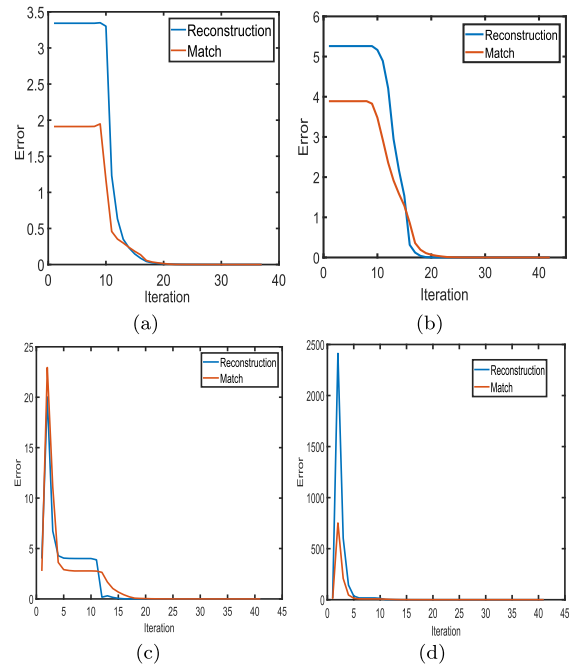 3.5
3
2.5
2
1.5
1
0.5
0
Error
Reconstruction
Match
0 10 20 30 40
Iteration
(a)
6
5
4
3
2
1
0
Error
Reconstruction
Match
0 10 20 30 40
Iteration
(b)
25
20
15
10
5
0
Error
Reconstruction
Match
0 5 10 15 20 25 30 35 40 45
Iteration
(c)
2500
2000
1500
1000
500
0
Error
Reconstruction
Match
0 5 10 15 20 25 30 35 40 45
Iteration
(d)